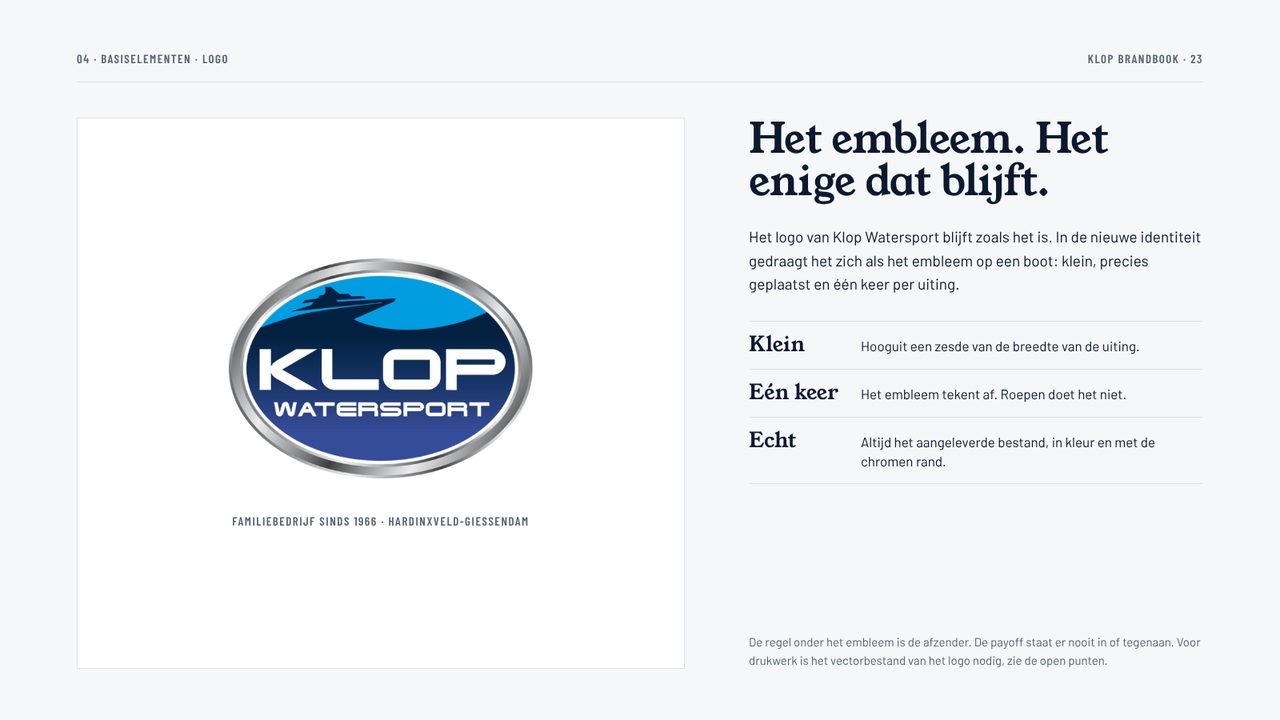 04 · BASISELEMENTEN · LOGO
KLOP BRANDBOOK · 23
KLOP
WATERSPORT
FAMILIEBEDRIJF SINDS 1966 · HARDINXVELD-GIESSENDAM
Het embleem. Het
enige dat blijft.
Het logo van Klop Watersport blijft zoals het is. In de nieuwe identiteit
gedraagt het zich als het embleem op een boot: klein, precies
geplaatst en één keer per uiting.
Klein
Hooguit een zesde van de breedte van de uiting.
Eén keer
Het embleem tekent af. Roepen doet het niet.
Echt
Altijd het aangeleverde bestand, in kleur en met de
chromen rand.
De regel onder het embleem is de afzender. De payoff staat er nooit in of tegenaan. Voor
drukwerk is het vectorbestand van het logo nodig, zie de open punten.